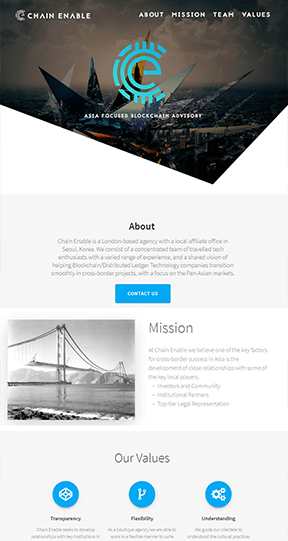 CHAIN ENABLE
ABOUT MISSION TEAM VALUES
ASIA FOCUSED BLOCKCHAIN ADVISORY
About
Chain Enable is a London-based agency with a local affiliate office in
Seoul, Korea. We consist of a concentrated team of travelled tech
enthusiasts with a varied range of experience, and a shared vision of
helping Blockchain/Distributed Ledger Technology companies transition
smoothly in cross-border projects, with a focus on the Pan-Asian markets.
CONTACT US
Mission
At Chain Enable we believe one of the key factors
for cross-border success in Asia is the
development of close relationships with some of
the key local players.
– Investors and Community
– Institutional Partners
– Top-tier Legal Representation
Our Values
Transparency
Flexibility
Understanding
Chain Enable seeks to develop
relationships with key institutions in
As a boutique agency we are able to
work in a flexible manner to suite
We guide our clientele to
understand the cultural practices